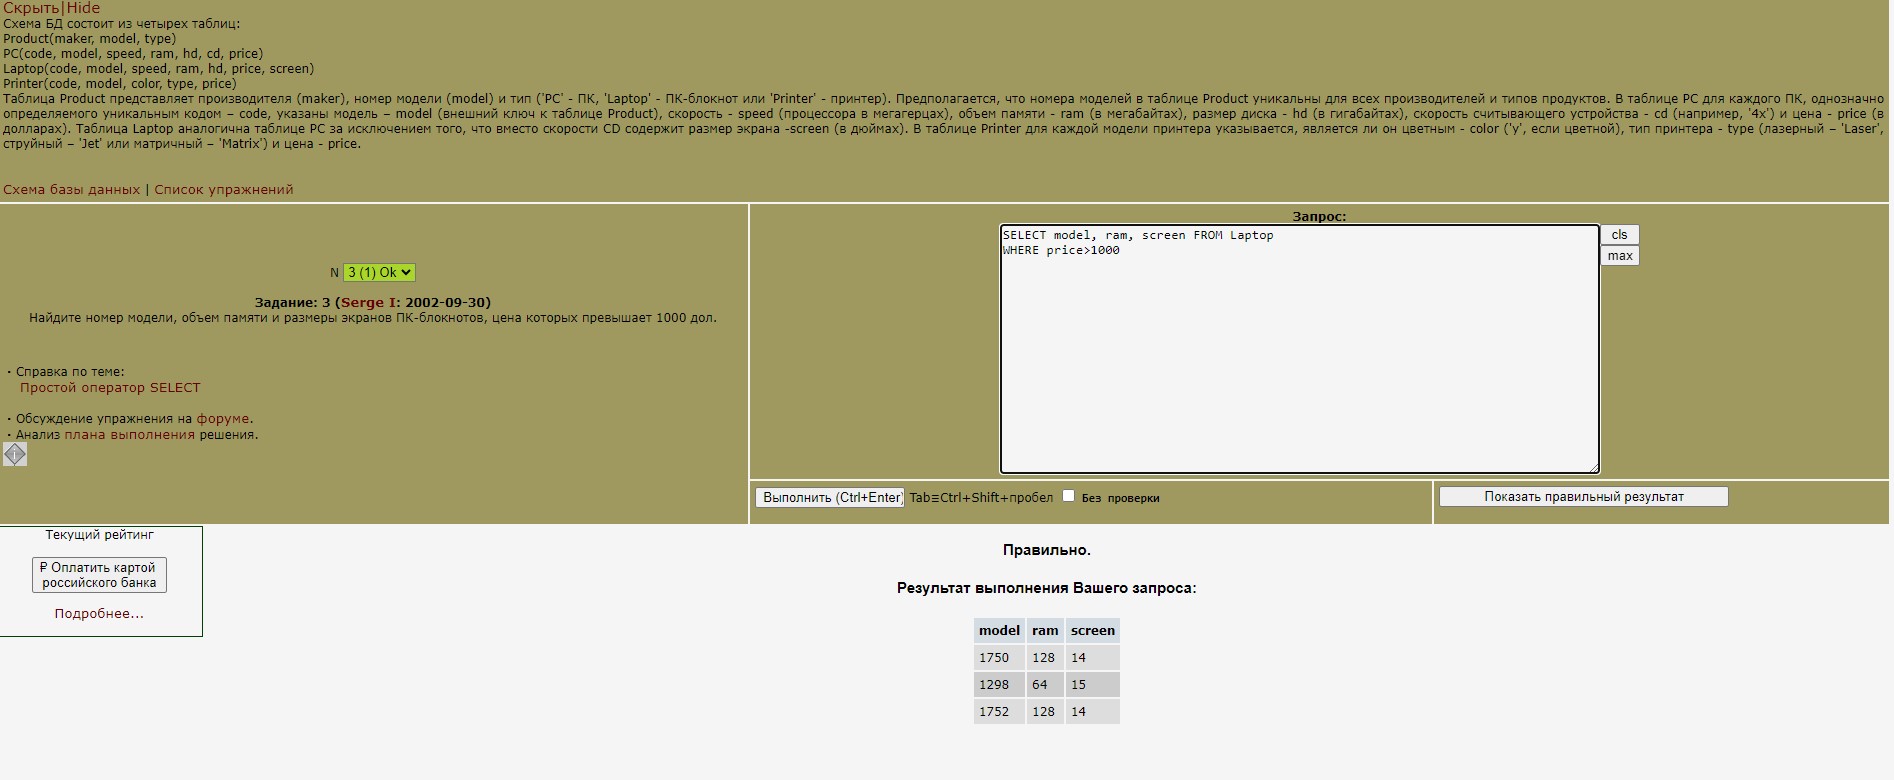 Скрыть|Hide
Схема БД состоит из четырех таблиц:
Product(maker, model, type)
PC(code, model, speed, ram, hd, cd, price)
Laptop(code, model, speed, ram, hd, price, screen)
Printer(code, model, color, type, price)
Таблица Product представляет производителя (maker), номер модели (model) и тип ('PC' - ПК, 'Laptop' - ПК-блокнот или 'Printer' - принтер). Предполагается, что номера моделей в таблице Product уникальны для всех производителей и типов продуктов. В таблице PC для каждого ПК, однозначно
определяемого уникальным кодом – code, указаны модель – model (внешний ключ к таблице Product), скорость - speed (процессора в мегагерцах), объем памяти - ram (в мегабайтах), размер диска - hd (в гигабайтах), скорость считывающего устройства - cd (например, '4x') и цена - price (в
долларах). Таблица Laptop аналогична таблице РС за исключением того, что вместо скорости CD содержит размер экрана -screen (в дюймах). В таблице Printer для каждой модели принтера указывается, является ли он цветным - color ('y', если цветной), тип принтера - type (лазерный – 'Laser',
струйный – 'Jet' или матричный – 'Matrix') и цена - price.
Схема базы данных | Список упражнений
N 3 (1) Ok
Задание: 3 (Serge I: 2002-09-30)
Найдите номер модели, объем памяти и размеры экранов ПК-блокнотов, цена которых превышает 1000 дол.
· Справка по теме:
Простой оператор SELECT
· Обсуждение упражнения на форуме.
· Анализ плана выполнения решения.
Запрос:
SELECT model, ram, screen FROM Laptop
WHERE price>1000
cls
max
Выполнить (Ctrl+Enter) Tab≡Ctrl+Shift+пробел Без проверки
Показать правильный результат
Текущий рейтинг
₽ Оплатить картой
российского банка
Подробнее...
Правильно.
Результат выполнения Вашего запроса:
model ram screen
1750 128 14
1298 64 15
1752 128 14